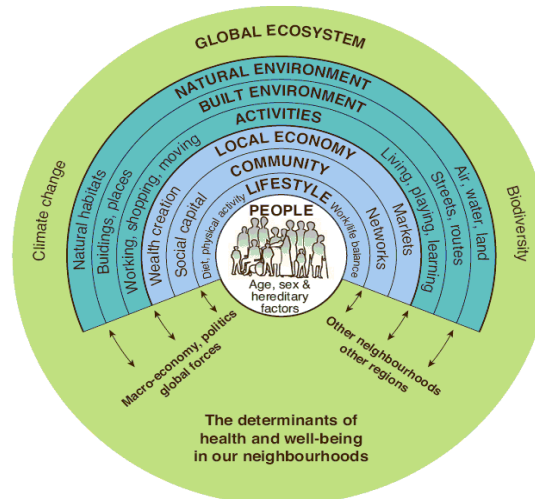 GLOBAL ECOSYSTEM
NATURAL ENVIRONMENT
BUILT ENVIRONMENT
ACTIVITIES
LOCAL ECONOMY
COMMUNITY
LIFESTYLE
PEOPLE
Age, sex &
hereditary
factors
Climate change
Natural habitats
Buidings, places
Working, shopping, moving
Wealth creation
Social capital
Diet, physical activity
Work/life balance
Networks
Markets
Living, playing, learning
Streets, routes
Air, water, land
Biodiversity
Macro-economy, politics
global forces
Other neighbourhoods
other regions
The determinants of
health and well-being
in our neighbourhoods